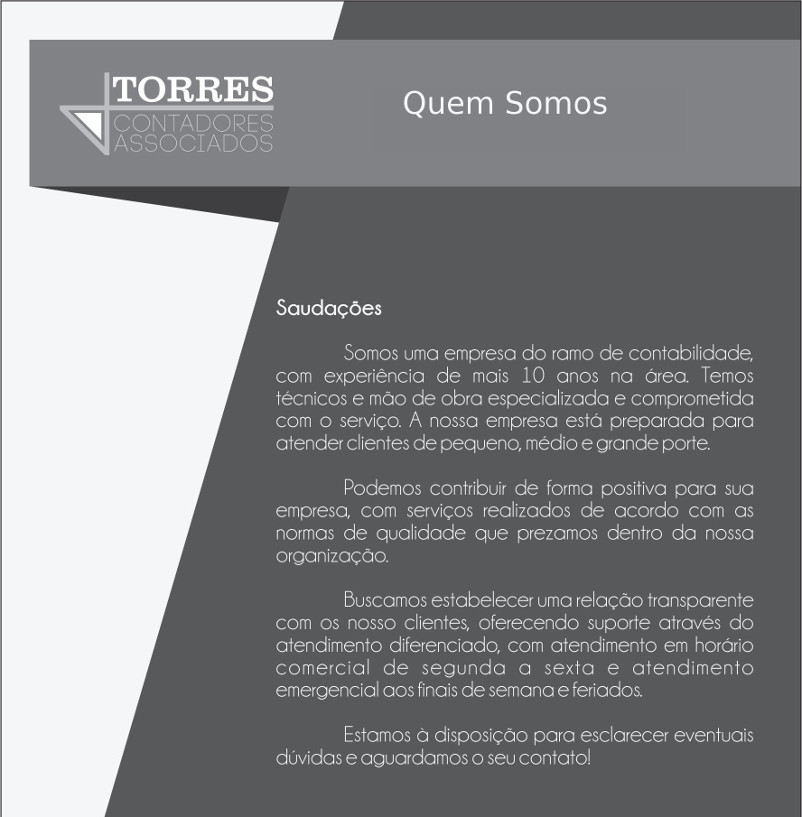 TORRES
CONTADORES
ASSOCIADOS
Quem Somos
Saudações
Somos uma empresa do ramo de contabilidade,
com experiência de mais 10 anos na área. Temos
técnicos e mão de obra especializada e comprometida
com o serviço. A nossa empresa está preparada para
atender clientes de pequeno, médio e grande porte.
Podemos contribuir de forma positiva para sua
empresa, com serviços realizados de acordo com as
normas de qualidade que prezamos dentro da nossa
organização.
Buscamos estabelecer uma relação transparente
com os nosso clientes, oferecendo suporte através do
atendimento diferenciado, com atendimento em horário
comercial de segunda a sexta e atendimento
emergencial aos finais de semana e feriados.
Estamos à disposição para esclarecer eventuais
dúvidas e aguardamos o seu contato!